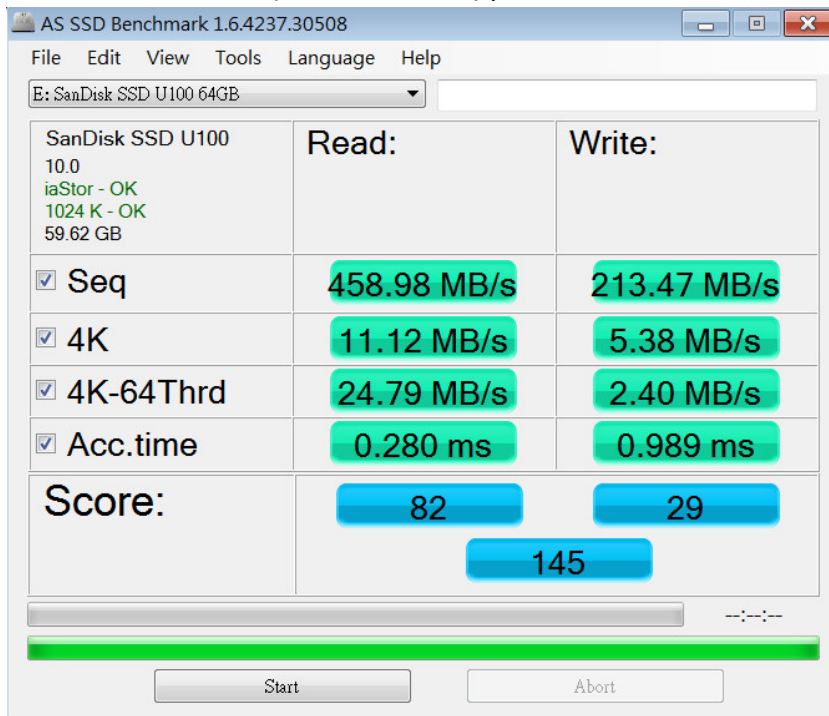 AS SSD Benchmark 1.6.4237.30508
File Edit View Tools Language Help
E: SanDisk SSD U100 64GB
SanDisk SSD U100
10.0
iaStor - OK
1024 K - OK
59.62 GB
Read:
Write:
Seq
458.98 MB/s
213.47 MB/s
4K
11.12 MB/s
5.38 MB/s
4K-64Thrd
24.79 MB/s
2.40 MB/s
Acc.time
0.280 ms
0.989 ms
Score:
82
29
145
--:--:--
Start
Abort